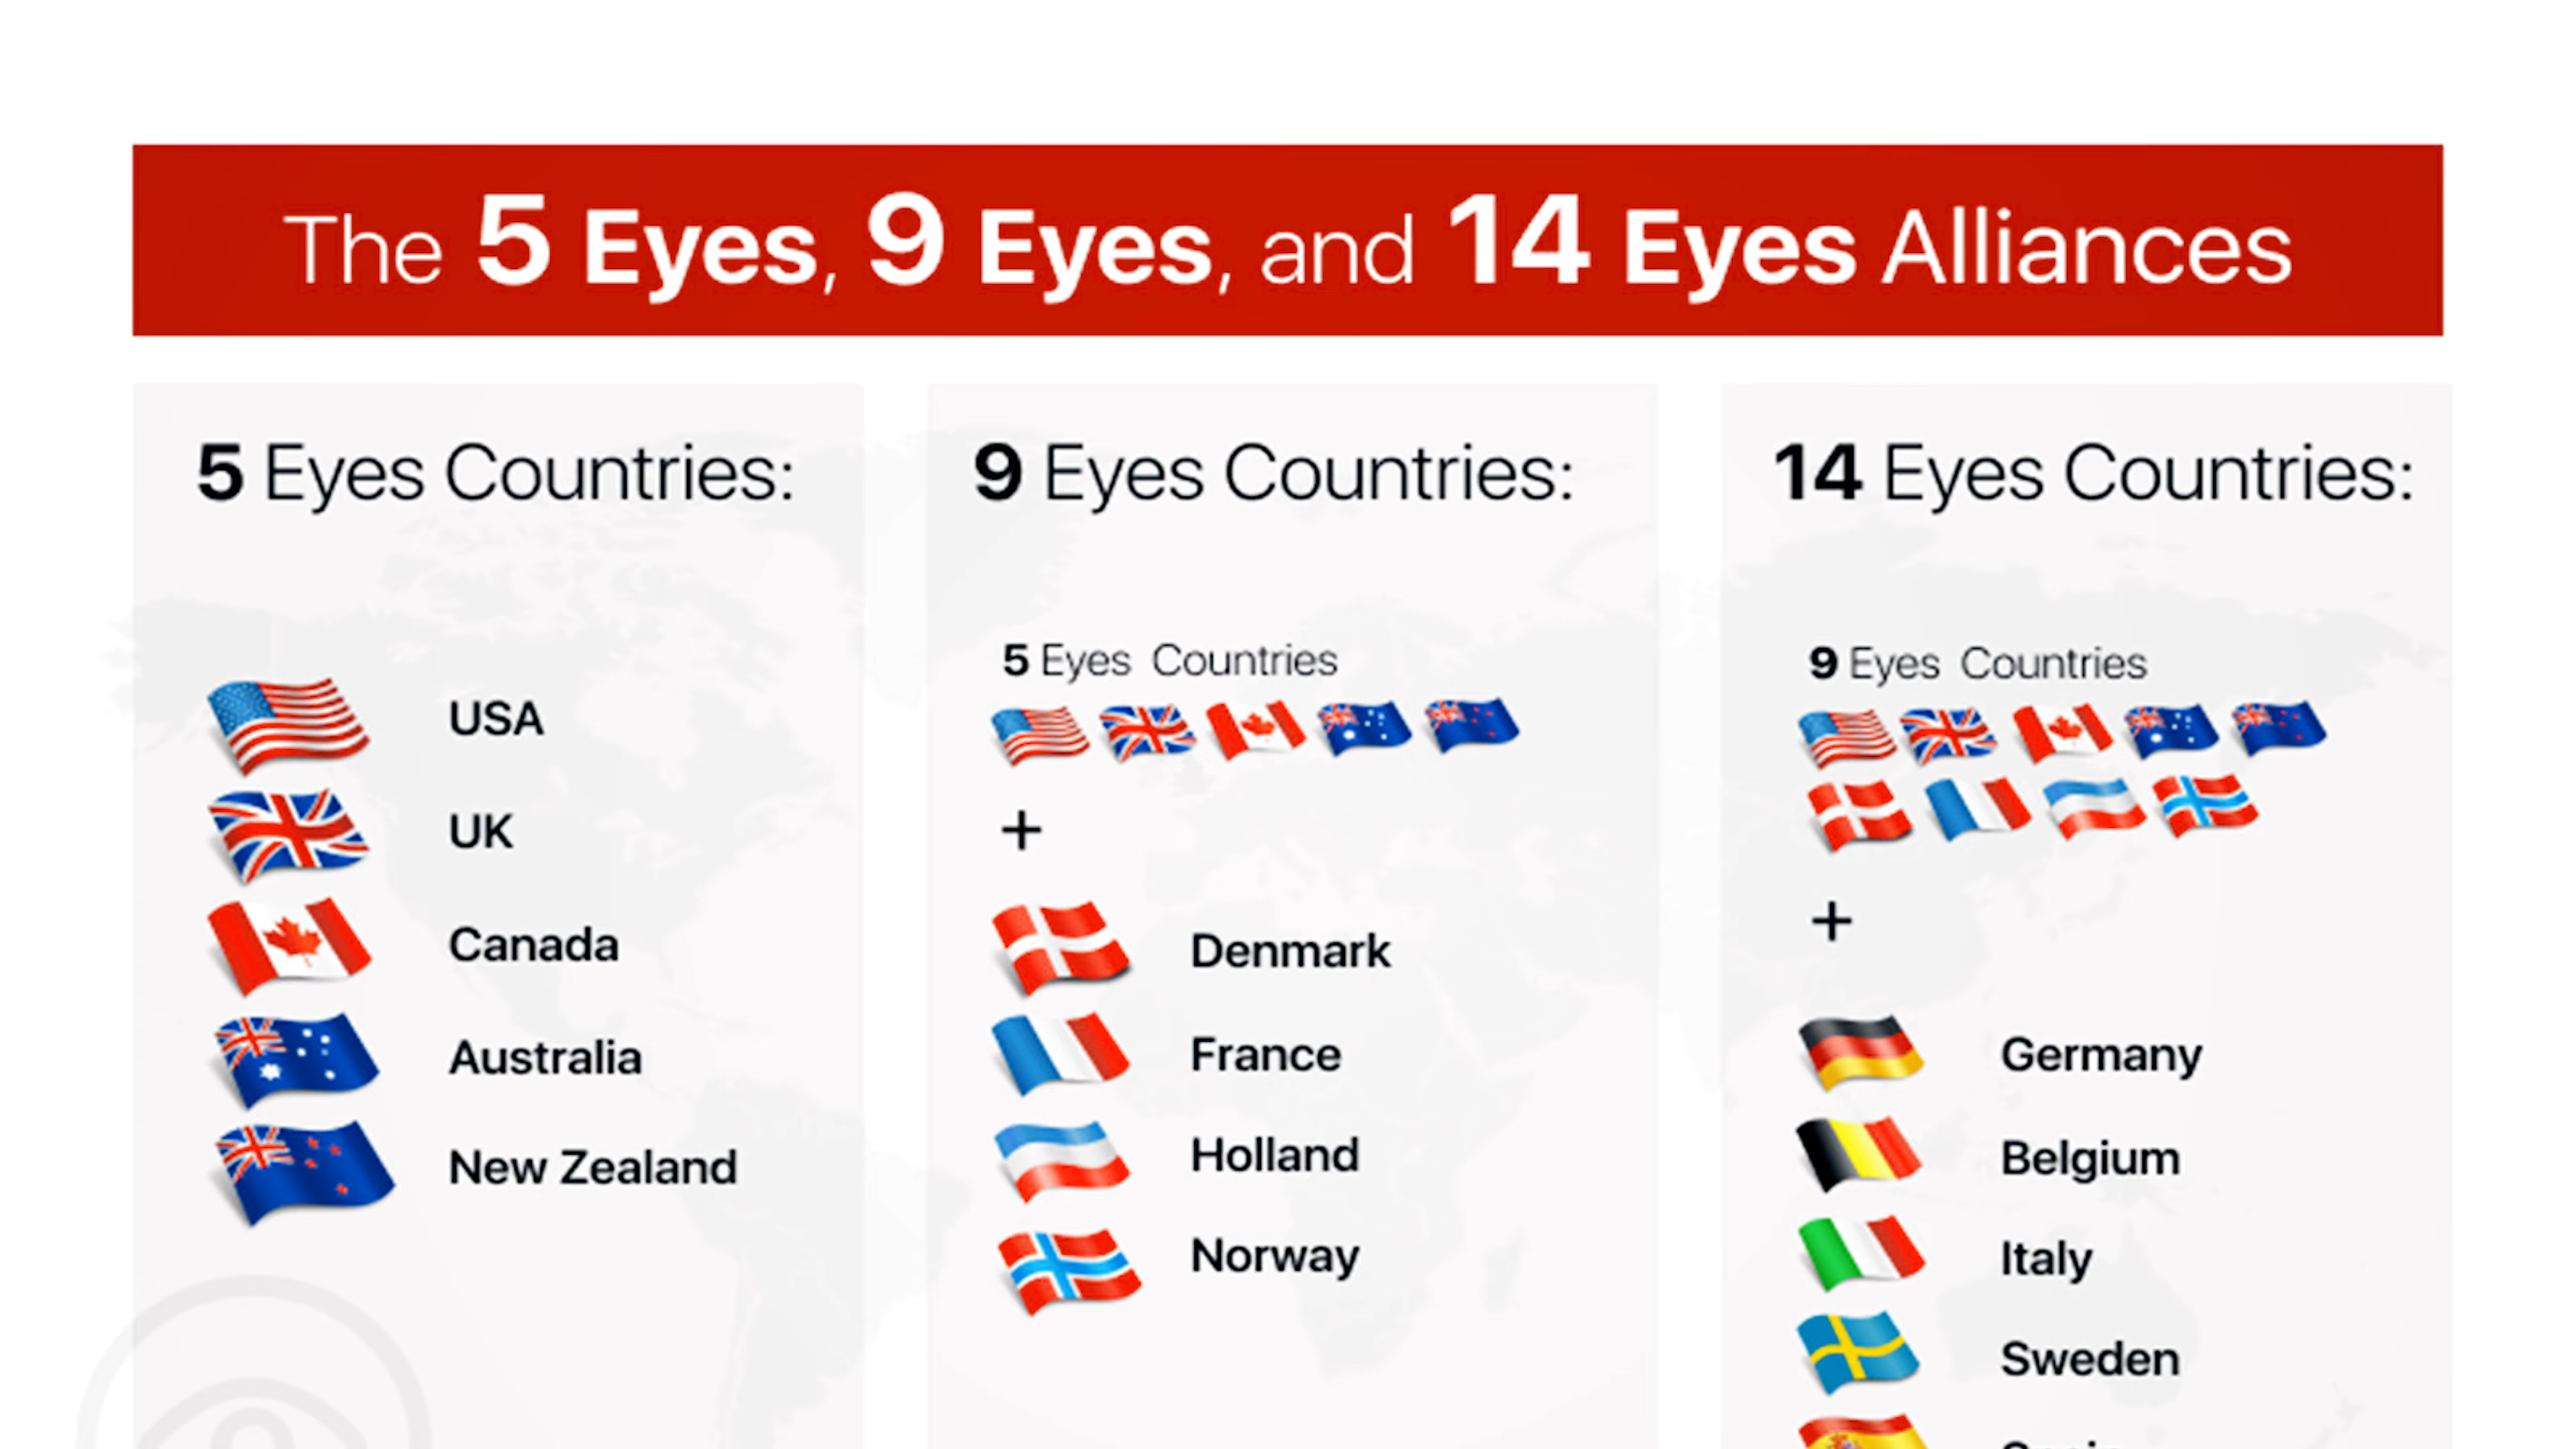 The 5 Eyes, 9 Eyes, and 14 Eyes Alliances
5 Eyes Countries:
USA
UK
Canada
Australia
New Zealand
9 Eyes Countries:
5 Eyes Countries
+
Denmark
France
Holland
Norway
14 Eyes Countries:
9 Eyes Countries
+
Germany
Belgium
Italy
Sweden